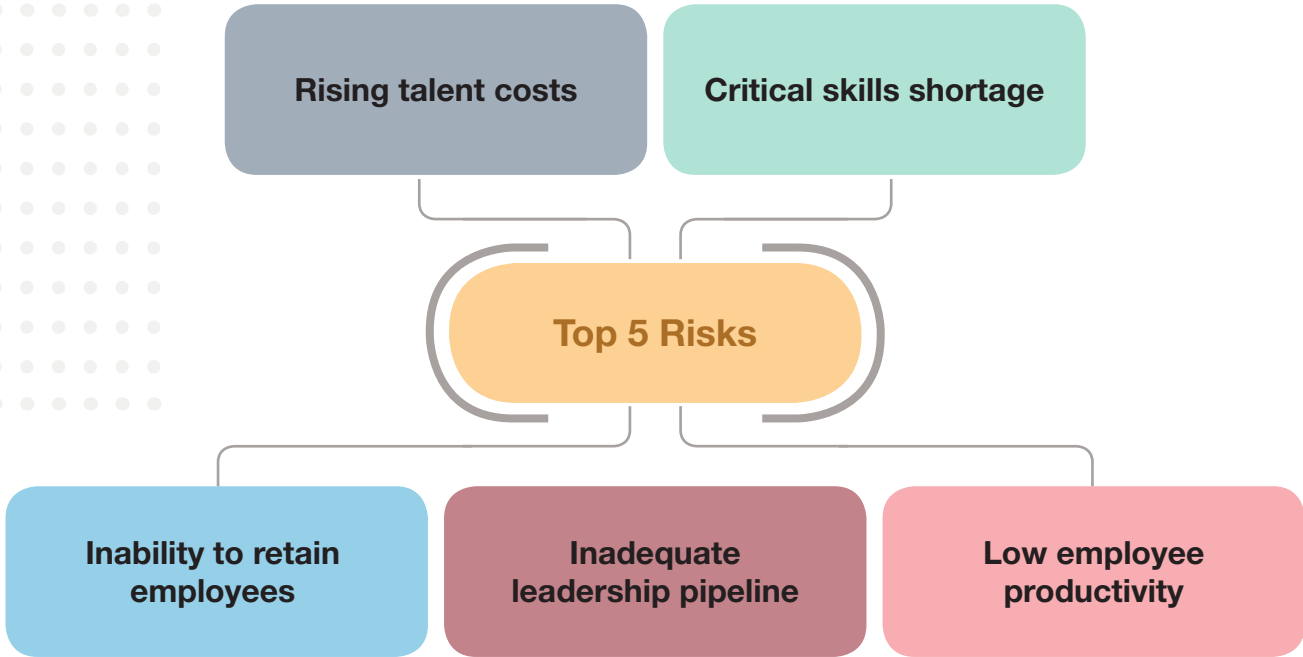 Rising talent costs
Critical skills shortage
Top 5 Risks
Inability to retain
employees
Inadequate
leadership pipeline
Low employee
productivity